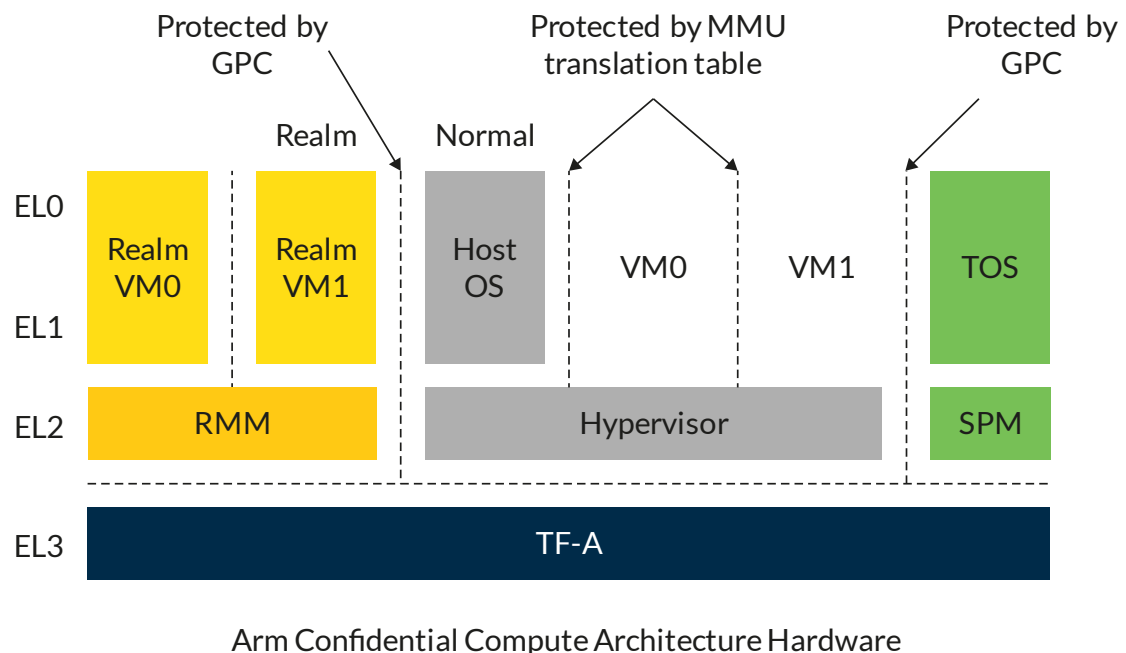 Protected by
GPC
Protected by MMU
translation table
Protected by
GPC
Realm
Normal
EL0
Realm
VM0
Realm
VM1
Host
OS
VM0
VM1
TOS
EL1
EL2
RMM
Hypervisor
SPM
EL3
TF-A
Arm Confidential Compute Architecture Hardware